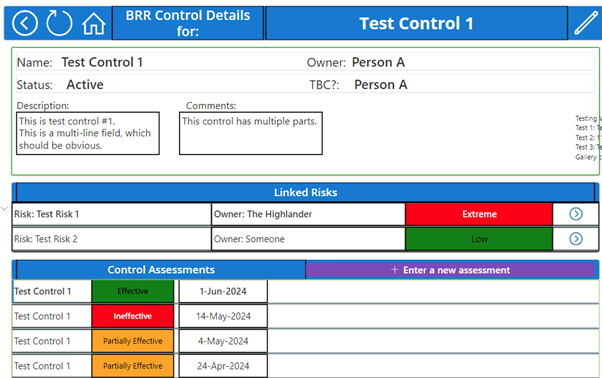 BRR Control Details
for:
Test Control 1
Name: Test Control 1
Owner: Person A
Status: Active
TBC?: Person A
Description:
Comments:
This is test control #1.
This is a multi-line field, which
should be obvious.
This control has multiple parts.
Testing
Test 1:
Test 2:
Test 3:
Gallery
Linked Risks
Risk: Test Risk 1
Owner: The Highlander
Extreme
Risk: Test Risk 2
Owner: Someone
Low
Control Assessments
+ Enter a new assessment
Test Control 1
Effective
1-Jun-2024
Test Control 1
Ineffective
14-May-2024
Test Control 1
Partially Effective
4-May-2024
Test Control 1
Partially Effective
24-Apr-2024